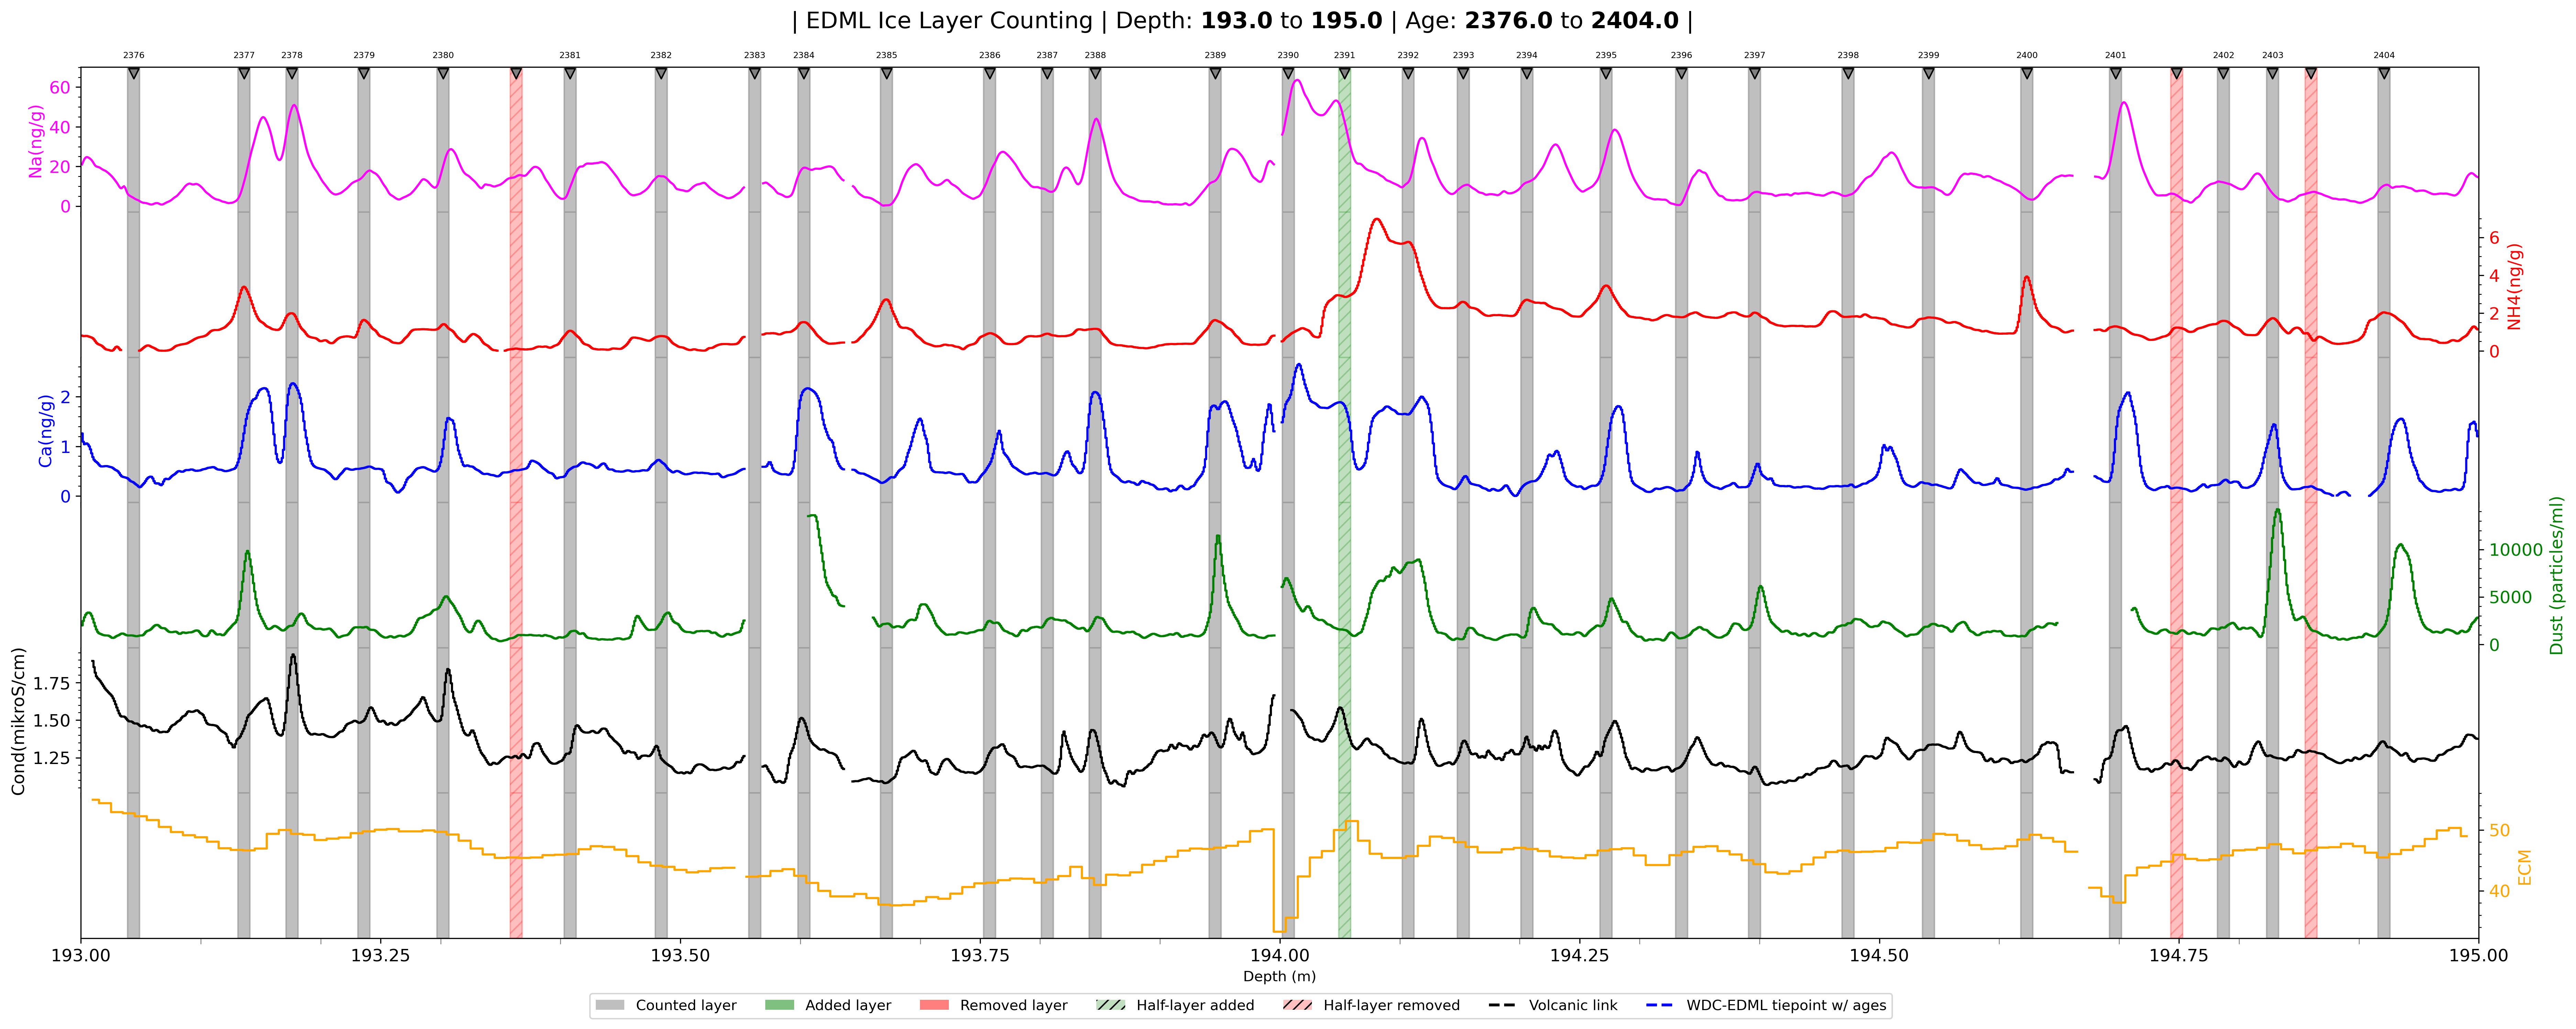 | EDML Ice Layer Counting | Depth: 193.0 to 195.0 | Age: 2376.0 to 2404.0 |
2376 2377 2378 2379 2380 2381 2382 2383 2384 2385 2386 2387 2388 2389 2390 2391 2392 2393 2394 2395 2396 2397 2398 2399 2400 2401 2402 2403 2404
Na(ng/g)
60
40
20
0
NH4(ng/g)
6
4
2
0
Ca(ng/g)
2
1
0
Dust (particles/ml)
10000
5000
0
Cond(mikroS/cm)
1.75
1.50
1.25
ECM
50
40
193.00 193.25 193.50 193.75 194.00 194.25 194.50 194.75 195.00
Depth (m)
Counted layer Added layer Removed layer Half-layer added Half-layer removed Volcanic link WDC-EDML tiepoint w/ ages